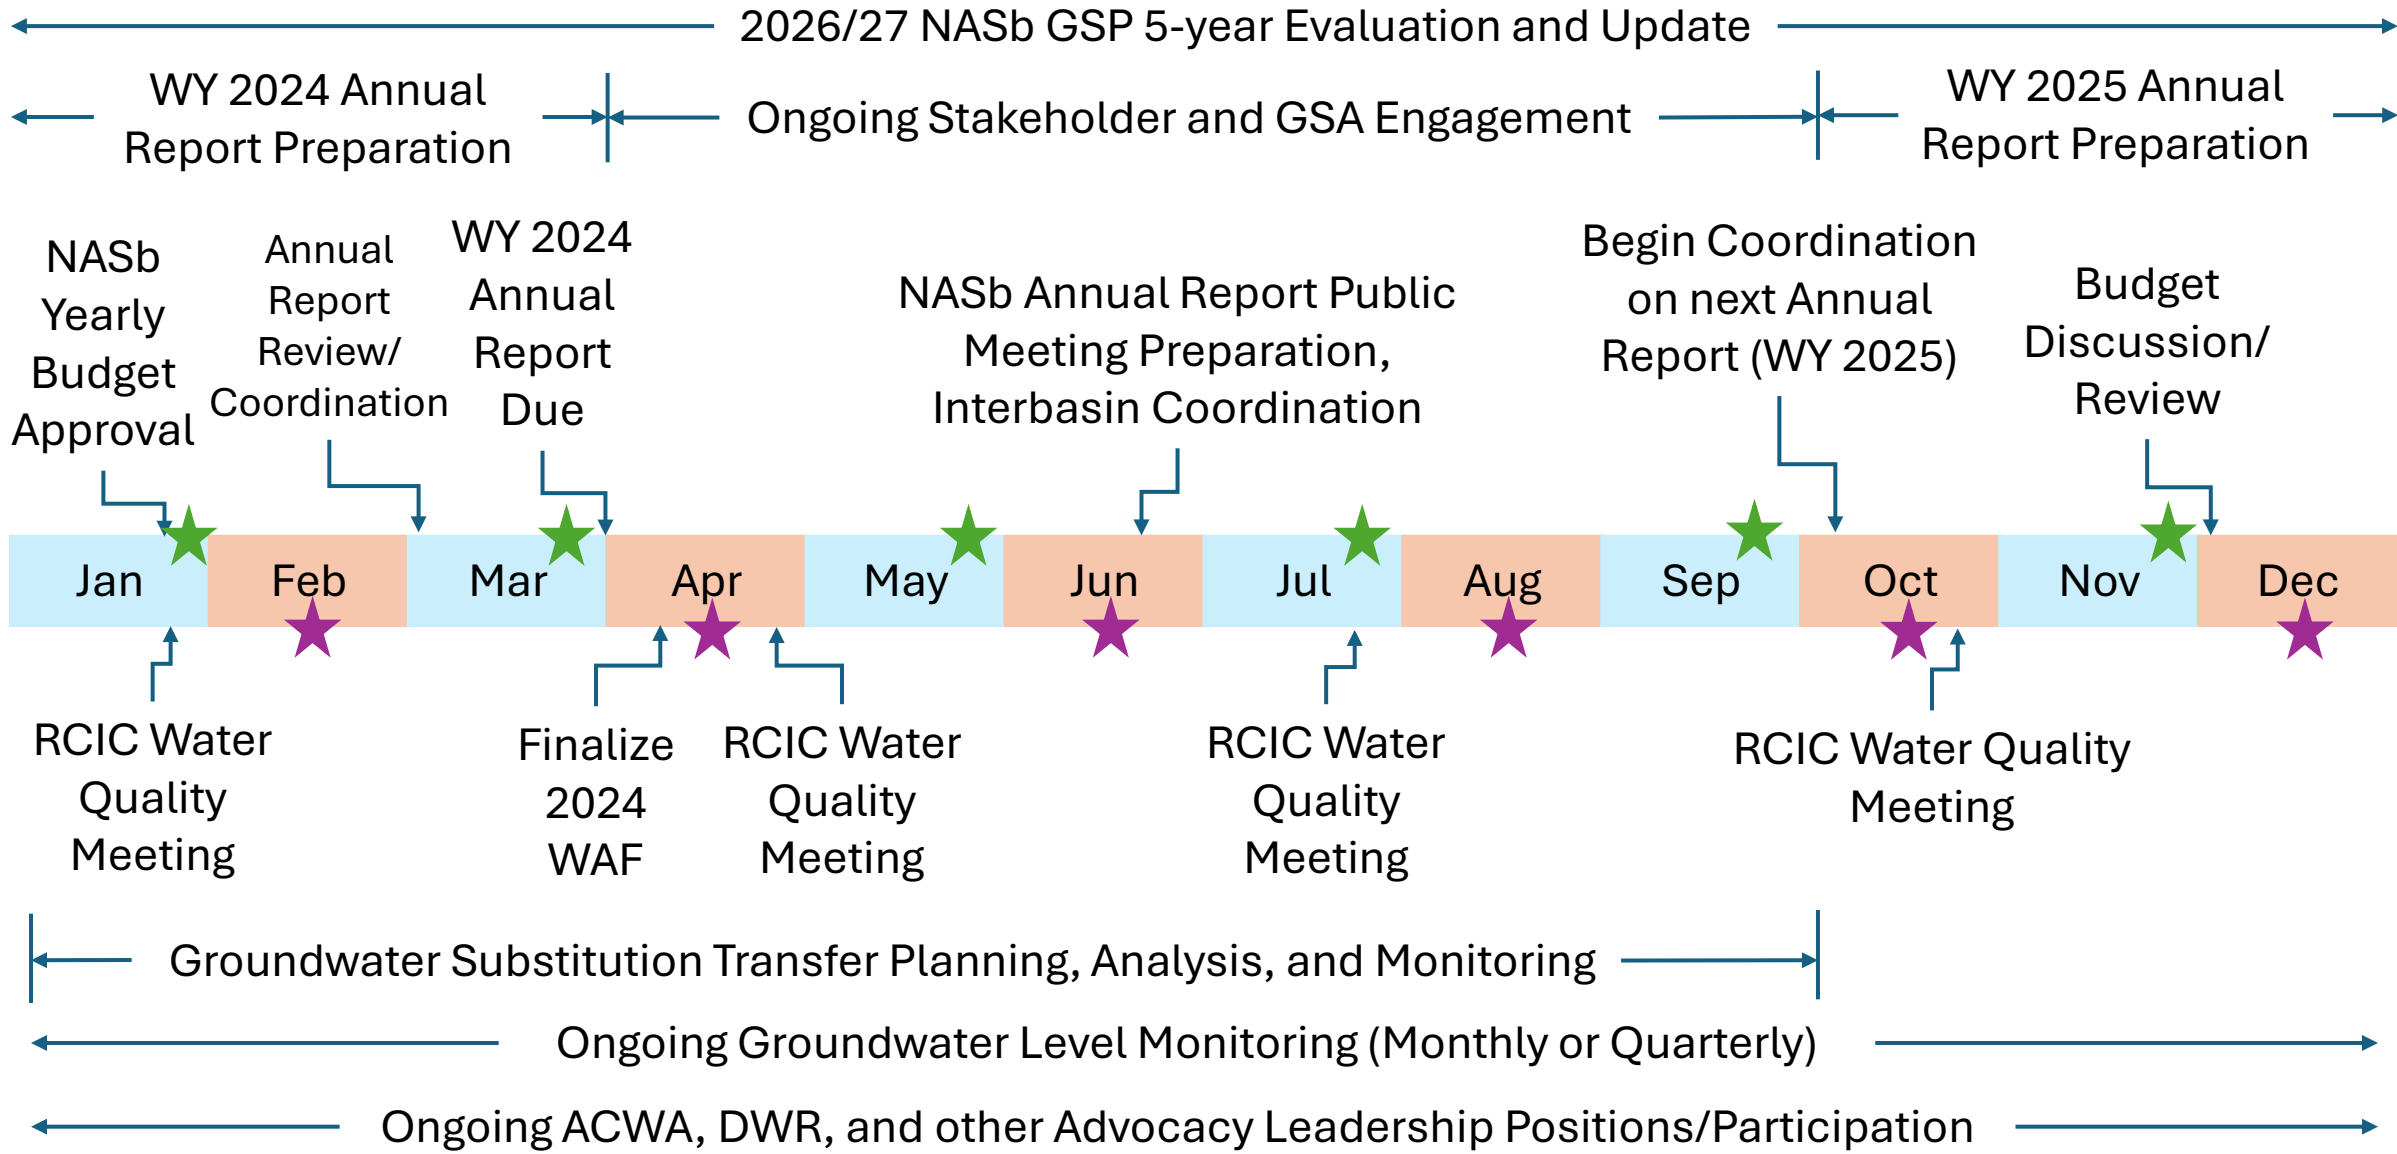 2026/27 NASb GSP 5-year Evaluation and Update
WY 2024 Annual
Report Preparation
Ongoing Stakeholder and GSA Engagement
WY 2025 Annual
Report Preparation
NASb
Yearly
Budget
Approval
Annual
Report
Review/
Coordination
WY 2024
Annual
Report
Due
NASb Annual Report Public
Meeting Preparation,
Interbasin Coordination
Begin Coordination
on next Annual
Report (WY 2025)
Budget
Discussion/
Review
Jan
Feb
Mar
Apr
May
Jun
Jul
Aug
Sep
Oct
Nov
Dec
RCIC Water
Quality
Meeting
Finalize
2024
WAF
RCIC Water
Quality
Meeting
RCIC Water
Quality
Meeting
RCIC Water Quality
Meeting
Groundwater Substitution Transfer Planning, Analysis, and Monitoring
Ongoing Groundwater Level Monitoring (Monthly or Quarterly)
Ongoing ACWA, DWR, and other Advocacy Leadership Positions/Participation